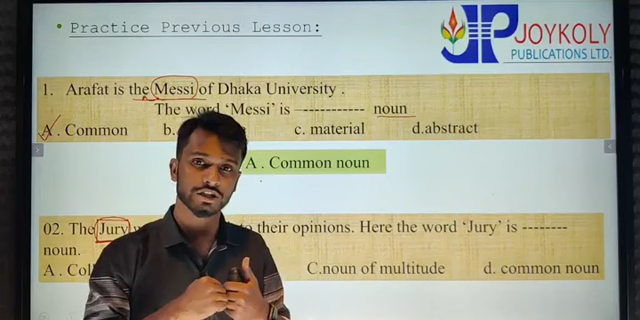 • Practice Previous Lesson:
JP JOYKOLY
PUBLICATIONS LTD.
1. Arafat is the Messi of Dhaka University .
The word ‘Messi’ is ----------- noun
A . Common b. c. material d.abstract
A . Common noun
02. The Jury to their opinions. Here the word ‘Jury’ is --------
noun.
A . C.noun of multitude d. common noun